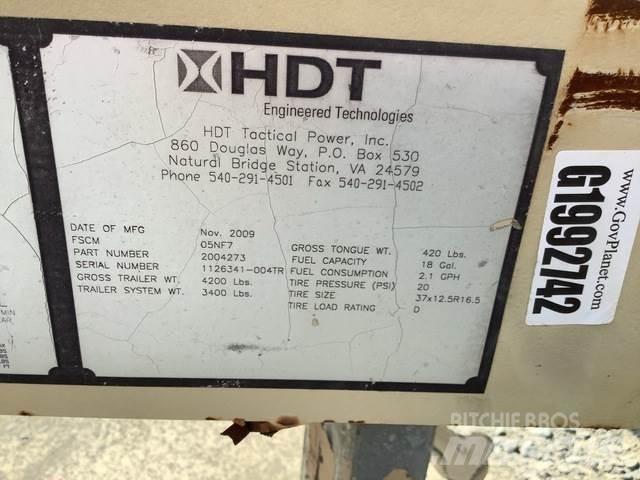 HDT
Engineered Technologies
HDT Tactical Power, Inc.
860 Douglas Way, P.O. Box 530
Natural Bridge Station, VA 24579
Phone 540-291-4501 Fax 540-291-4502
DATE OF MFG Nov. 2009
FSCM 05NF7
PART NUMBER 2004273
SERIAL NUMBER 1126341-004TR
GROSS TRAILER WT. 4200 Lbs.
TRAILER SYSTEM WT. 3400 Lbs.
GROSS TONGUE WT. 420 Lbs.
FUEL CAPACITY 18 Gal.
FUEL CONSUMPTION 2.1 GPH
TIRE PRESSURE (PSI) 20
TIRE SIZE 37x12.5R16.5
TIRE LOAD RATING D
www.GovPlanet.com
G1992742
MIN
RITCHIE BROS